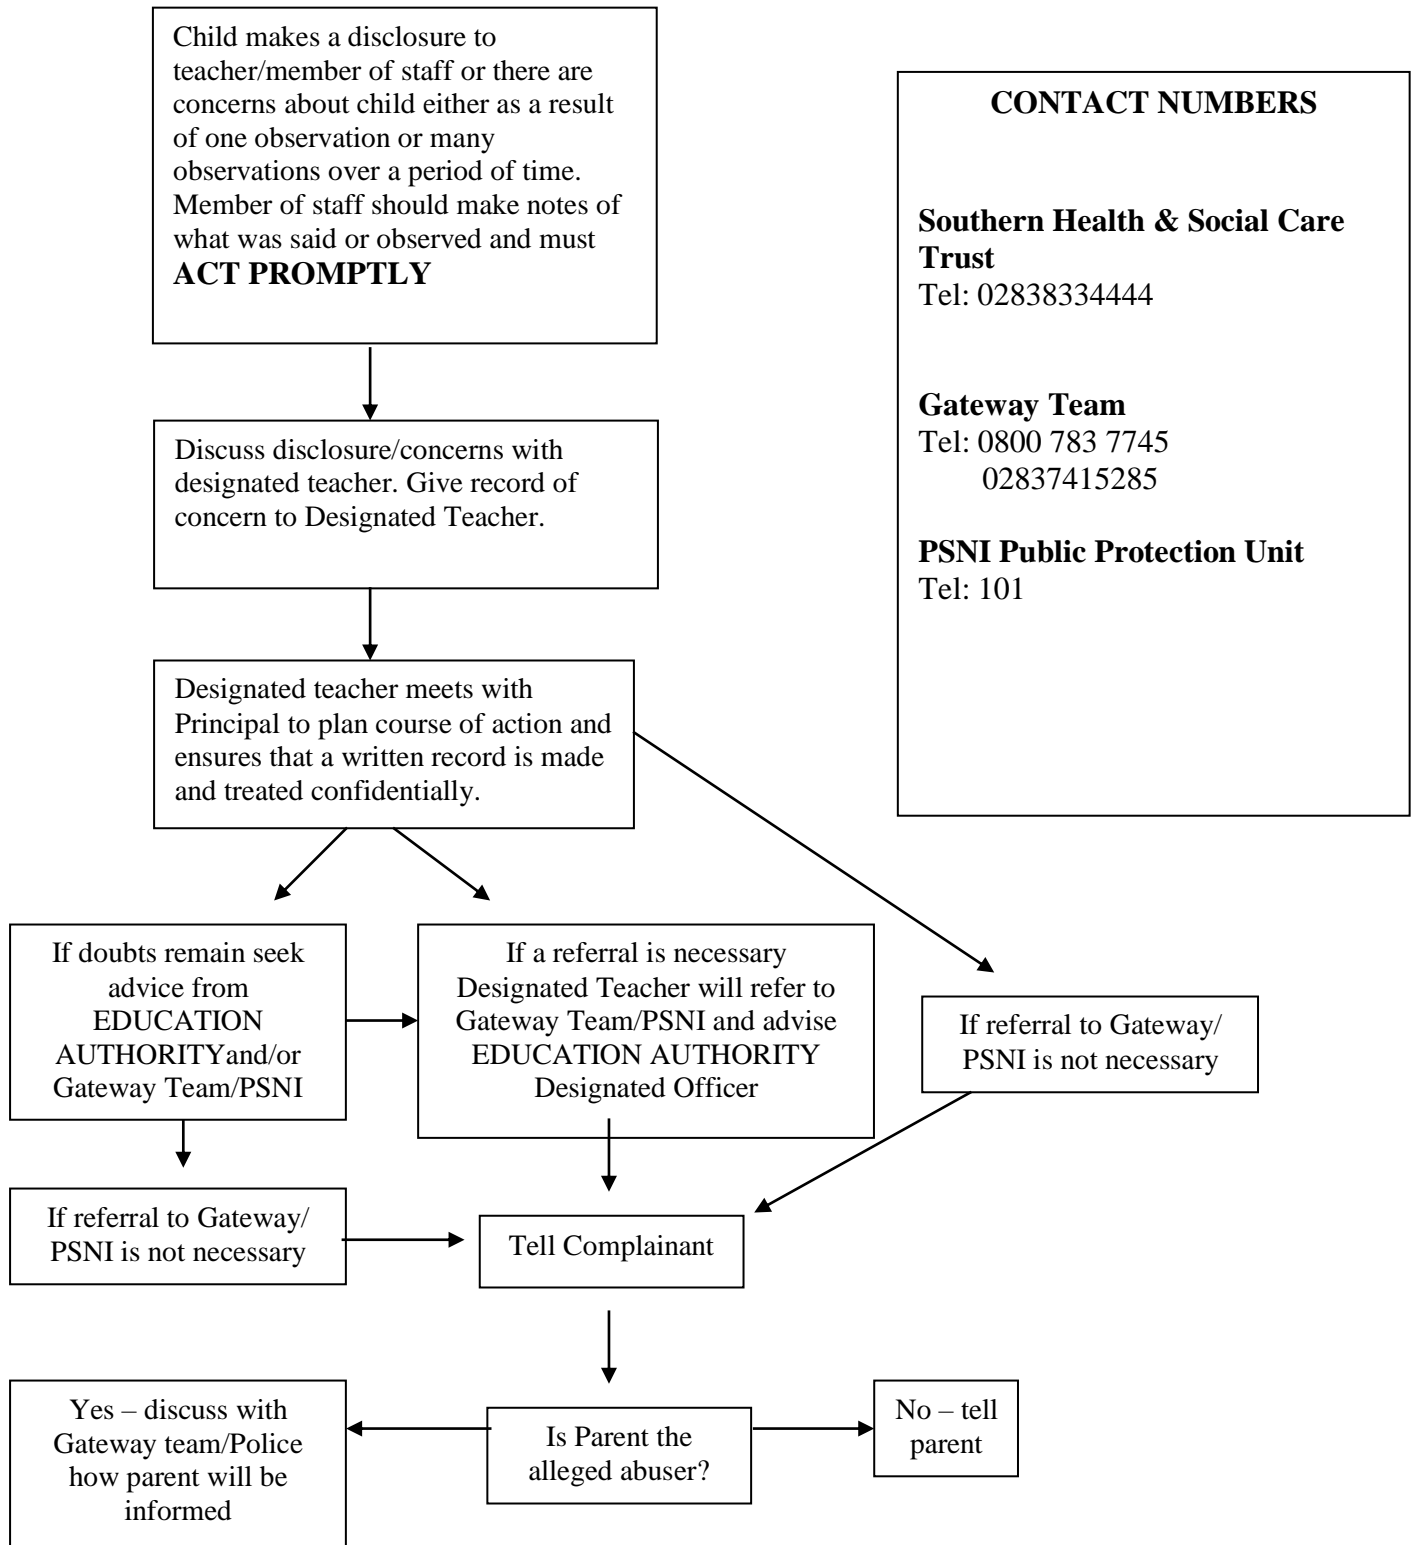 Child makes a disclosure to
teacher/member of staff or there are
concerns about child either as a result
of one observation or many
observations over a period of time.
Member of staff should make notes of
what was said or observed and must
ACT PROMPTLY
CONTACT NUMBERS
Southern Health & Social Care
Trust
Tel: 02838334444
Gateway Team
Tel: 0800 783 7745
02837415285
PSNI Public Protection Unit
Tel: 101
Discuss disclosure/concerns with
designated teacher. Give record of
concern to Designated Teacher.
Designated teacher meets with
Principal to plan course of action and
ensures that a written record is made
and treated confidentially.
If doubts remain seek
advice from
EDUCATION
AUTHORITYand/or
Gateway Team/PSNI
If a referral is necessary
Designated Teacher will refer to
Gateway Team/PSNI and advise
EDUCATION AUTHORITY
Designated Officer
If referral to Gateway/
PSNI is not necessary
If referral to Gateway/
PSNI is not necessary
Tell Complainant
Yes – discuss with
Gateway team/Police
how parent will be
informed
Is Parent the
alleged abuser?
No – tell
parent